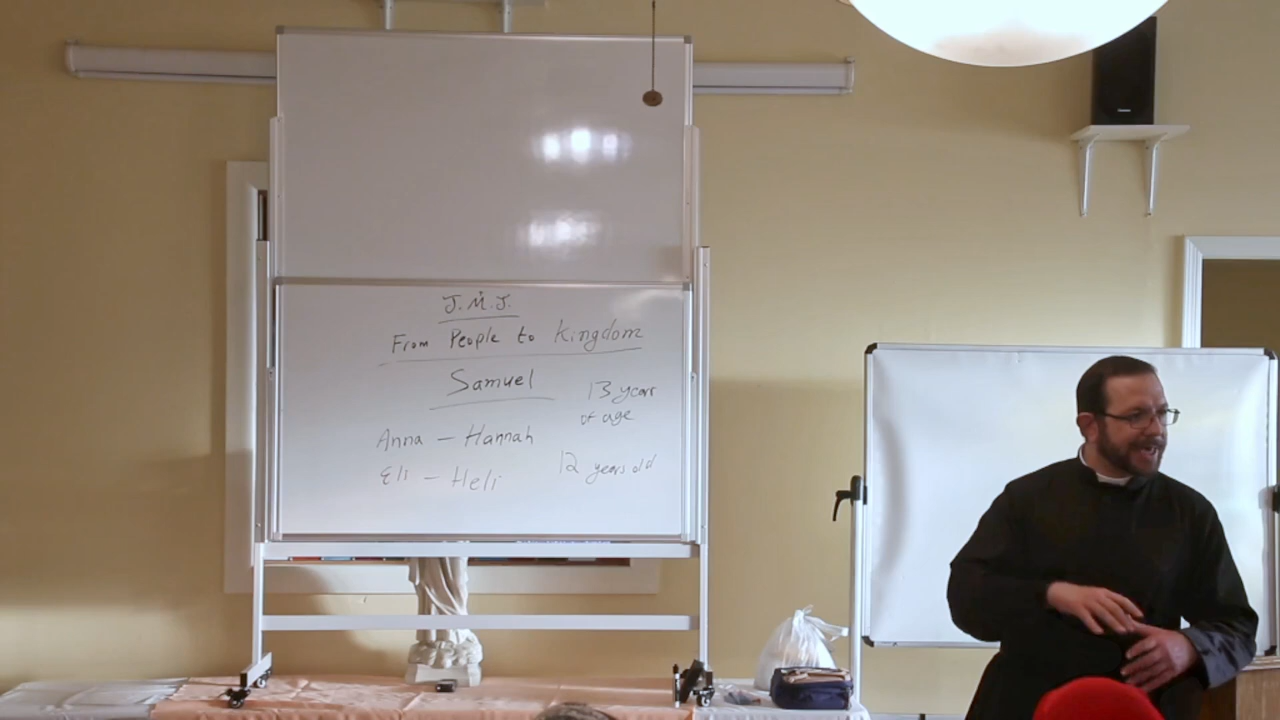 J.M.J.
From People to Kingdom
Samuel
13 years
of age
Anna – Hannah
Eli – Heli
12 years old